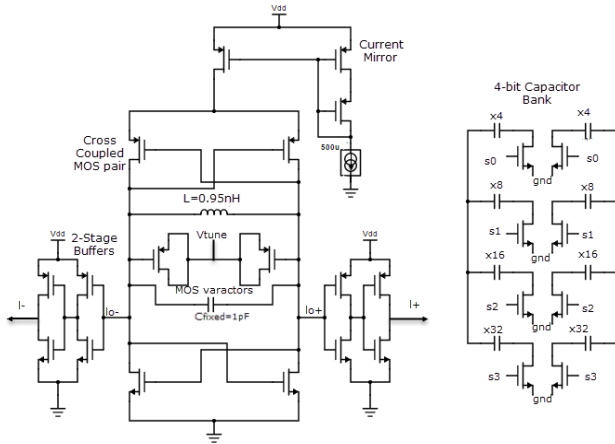 Vdd
Current
Mirror
4-bit Capacitor
Bank
x4
x4
Cross
Coupled
MOS pair
500u
s0
s0
gnd
L=0.95nH
x8
x8
Vdd
2-Stage
Buffers
Vtune
Vdd
s1
s1
gnd
x16
x16
MOS varactors
I-
Io-
Cfixed=1pF
Io+
I+
s2
s2
gnd
x32
x32
s3
s3
gnd